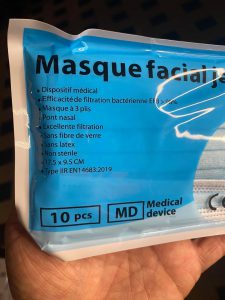 Masque facial je
• Dispositif médical
• Efficacité de filtration bactérienne
• Masque à 3 plis
• Pont nasal
• Excellente filtration
• Sans fibre de verre
• Sans latex
• Non stérile
• 17.5 x 9.5 CM
• Type IIR EN14683:2019
10 pcs
MD
Medical
device